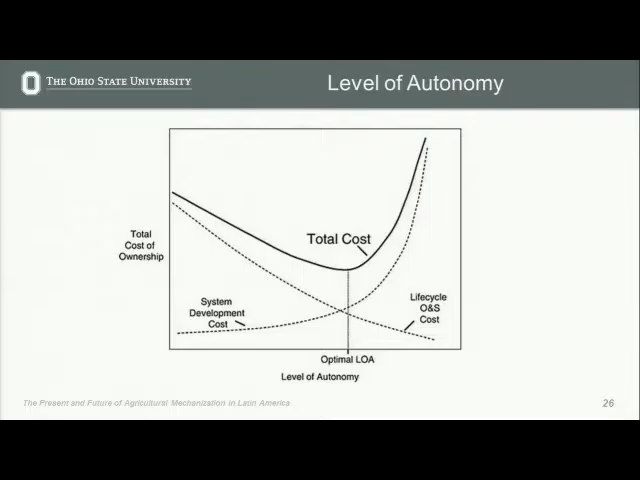 THE OHIO STATE UNIVERSITY
Level of Autonomy
Total
Cost of
Ownership
Total Cost
System
Development
Cost
Lifecycle
O&S
Cost
Optimal LOA
Level of Autonomy
The Present and Future of Agricultural Mechanization in Latin America
26